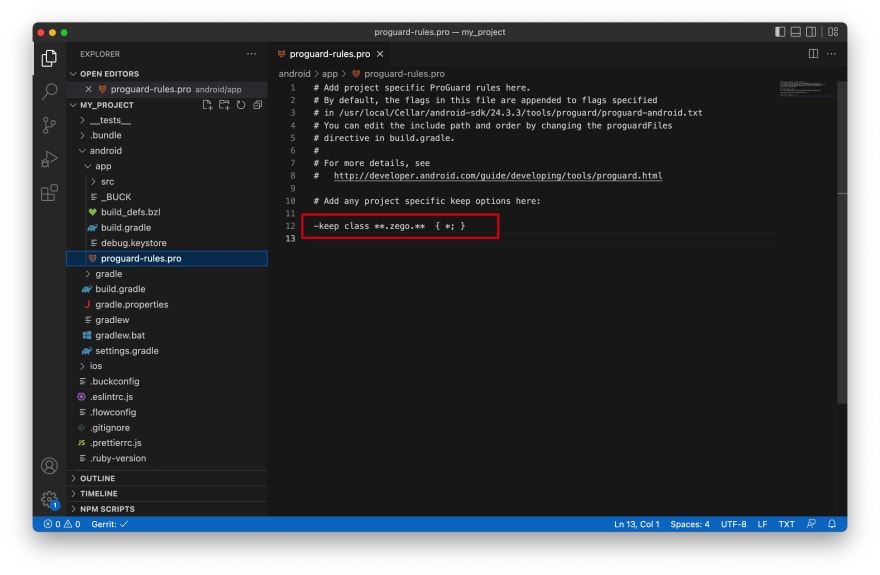 proguard-rules.pro — my_project
EXPLORER
OPEN EDITORS
proguard-rules.pro android/app
MY_PROJECT
__tests__
.bundle
android
app
src
_BUCK
build_defs.bzl
build.gradle
debug.keystore
proguard-rules.pro
gradle
build.gradle
gradle.properties
gradlew
gradlew.bat
settings.gradle
ios
.buckconfig
.eslintrc.js
.flowconfig
.gitignore
.prettierrc.js
.ruby-version
OUTLINE
TIMELINE
NPM SCRIPTS
proguard-rules.pro
android > app > proguard-rules.pro
1 # Add project specific ProGuard rules here.
2 # By default, the flags in this file are appended to flags specified
3 # in /usr/local/Cellar/android-sdk/24.3.3/tools/proguard/proguard-android.txt
4 # You can edit the include path and order by changing the proguardFiles
5 # directive in build.gradle.
6 #
7 # For more details, see
8 #   http://developer.android.com/guide/developing/tools/proguard.html
9
10 # Add any project specific keep options here:
11
12 -keep class **.zego.**  { *; }
13
1
0 0 Gerrit: ✓
Ln 13, Col 1 Spaces: 4 UTF-8 LF TXT